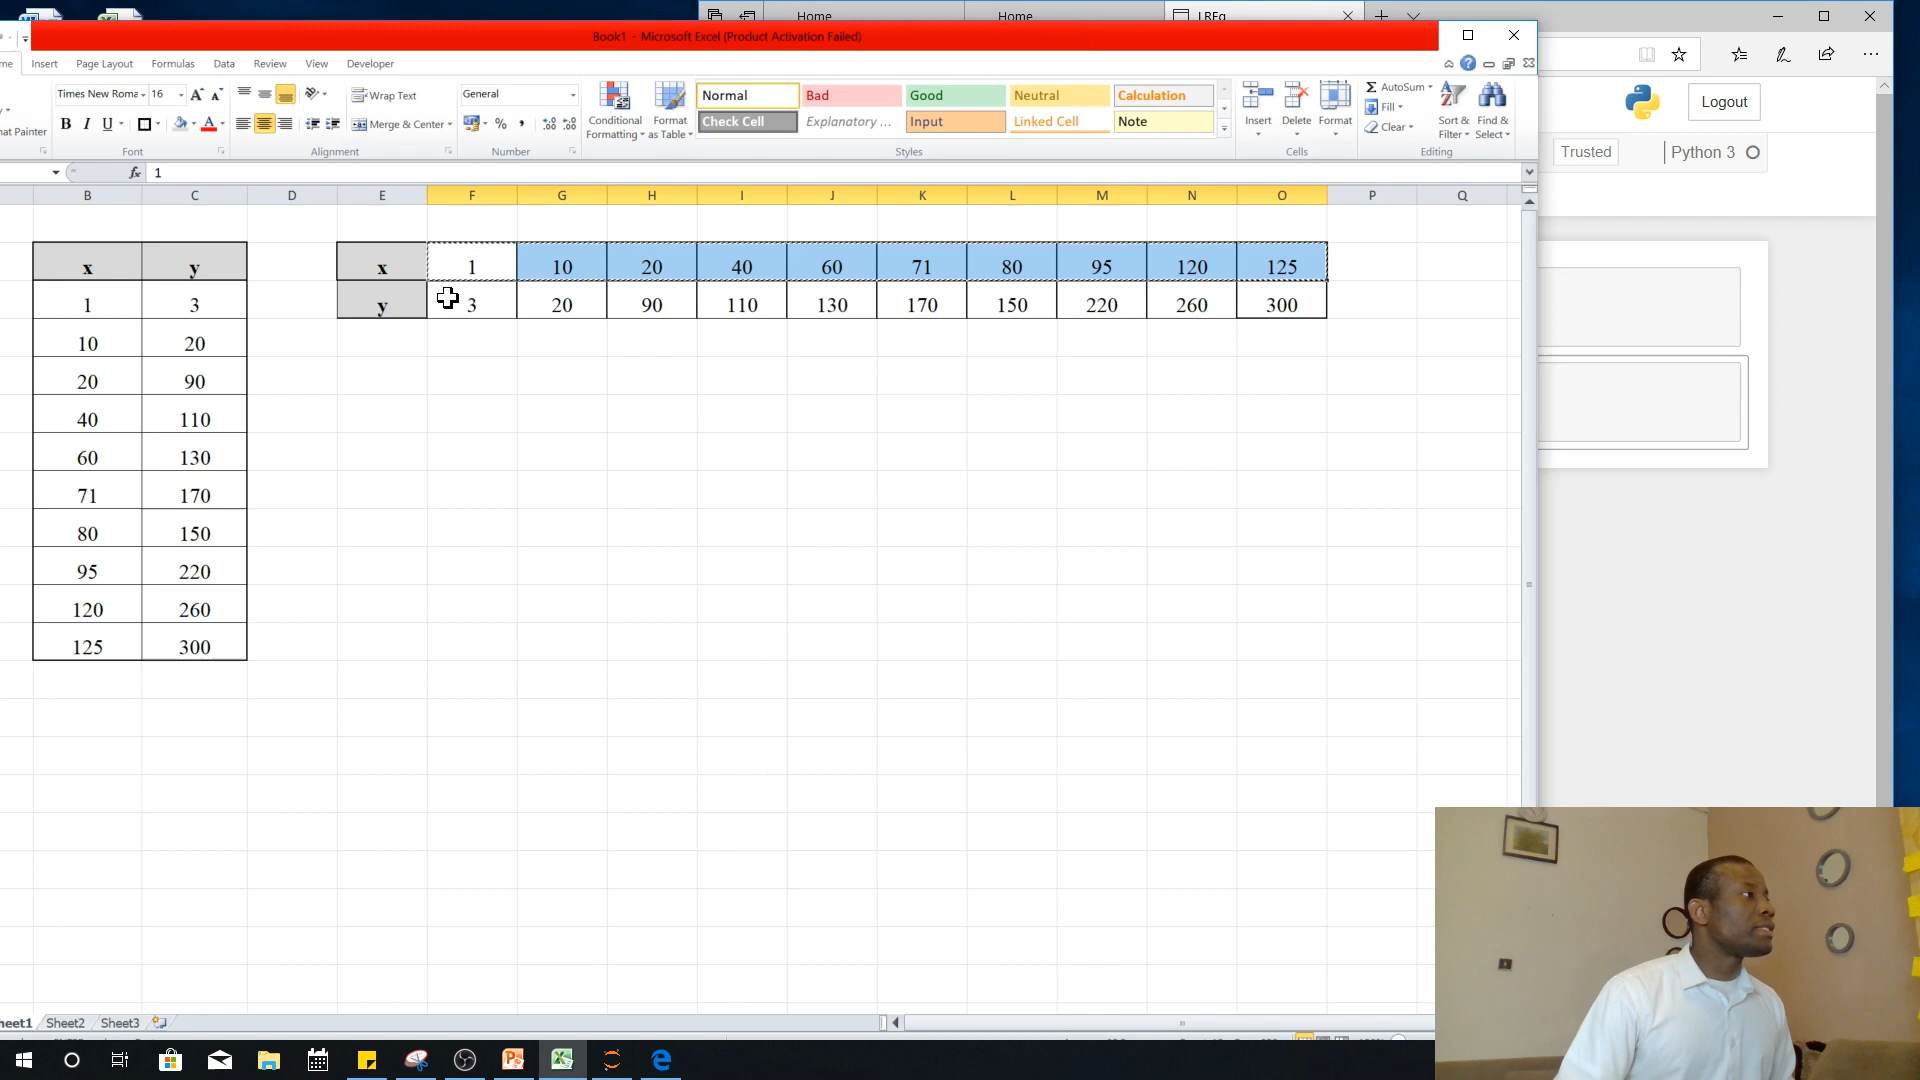 Home
Home
LREg
Book1 - Microsoft Excel (Product Activation Failed)
me
Insert
Page Layout
Formulas
Data
Review
View
Developer
Times New Roma
16
Wrap Text
General
Conditional
Formatting
Format
as Table
Normal
Bad
Good
Neutral
Calculation
Check Cell
Explanatory ...
Input
Linked Cell
Note
Insert
Delete
Format
AutoSum
Fill
Clear
Sort &
Filter
Find &
Select
mat Painter
B I U
Merge & Center
Font
Alignment
Number
Styles
Cells
Editing
Logout
Trusted
Python 3
fx 1
B C D E F G H I J K L M N O P Q
x y
1 3
10 20
20 90
40 110
60 130
71 170
80 150
95 220
120 260
125 300
x 1 10 20 40 60 71 80 95 120 125
y 3 20 90 110 130 170 150 220 260 300
heet1
Sheet2
Sheet3